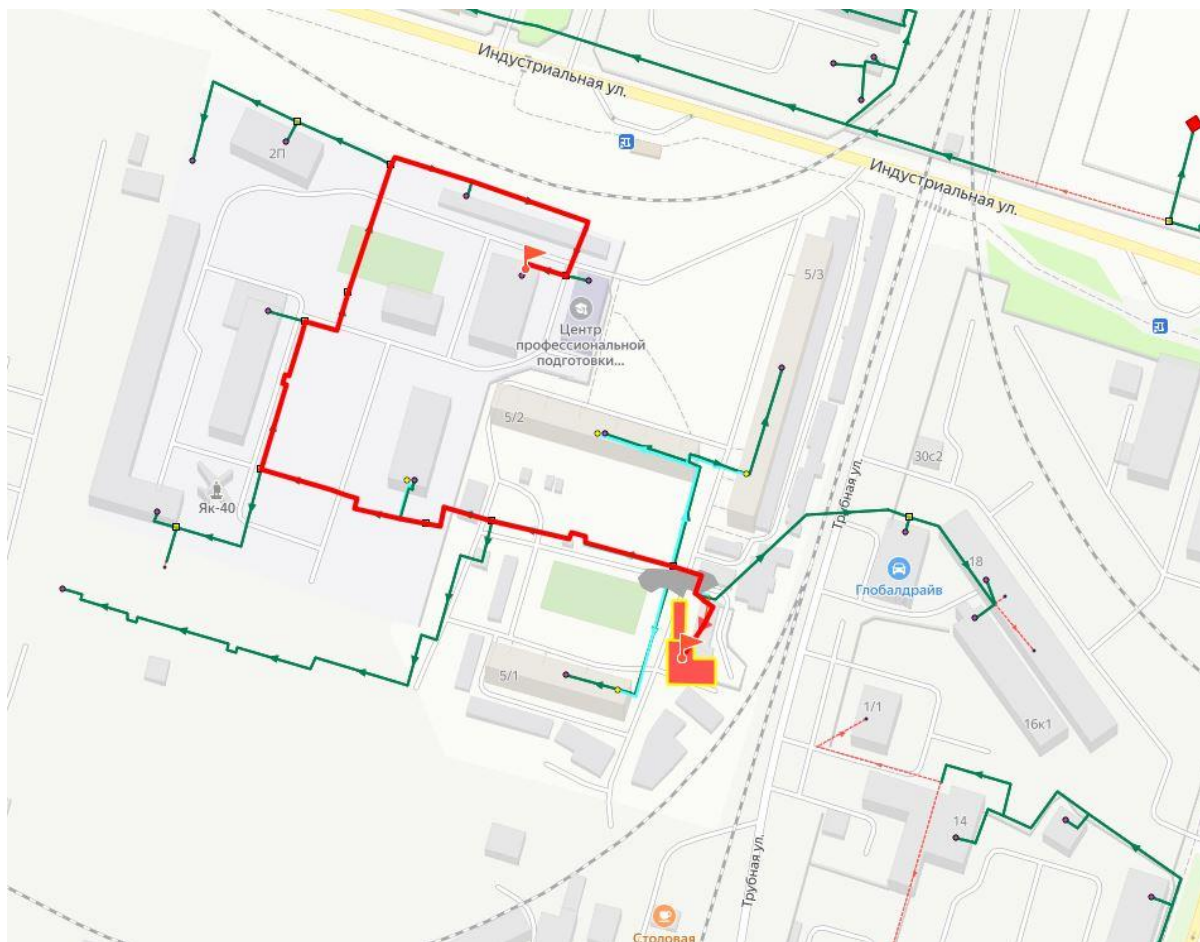 Индустриальная ул.
2П
Индустриальная ул.
5/3
Центр
профессиональной
подготовки...
5/2
30с2
Трубная ул.
Як-40
18
Глобалдрайв
5/1
1/1
16к1
14
Трубная ул.
Столовая